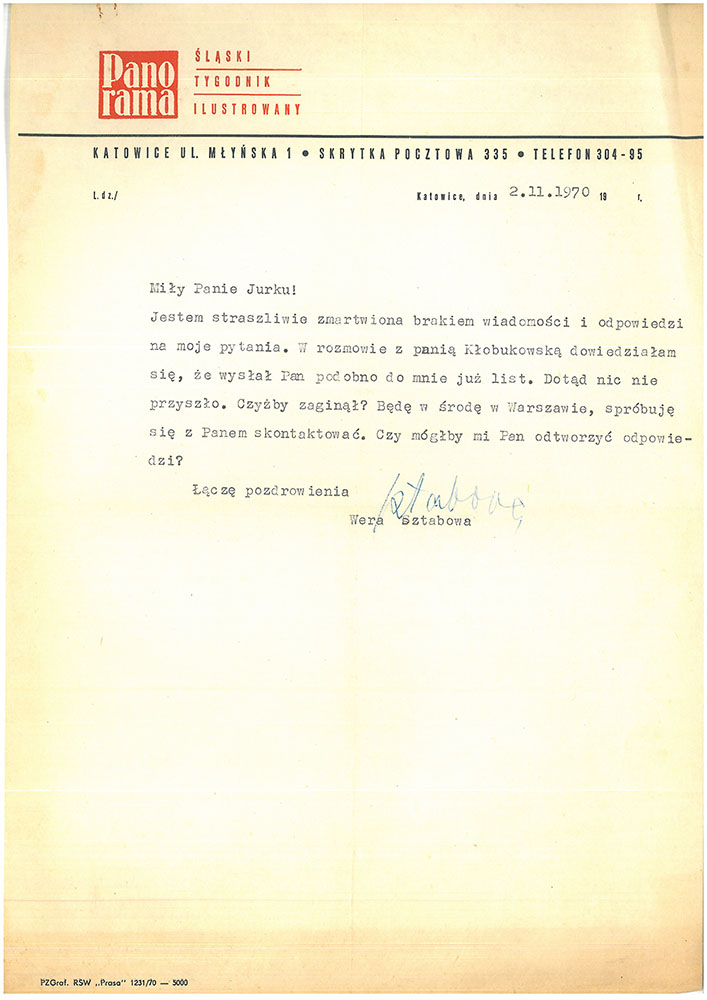 Panorama
ŚLĄSKI
TYGODNIK
ILUSTROWANY
KATOWICE UL. MŁYŃSKA 1 • SKRYTKA POCZTOWA 335 • TELEFON 304-95
L. dz./
Katowice, dnia 2.11.1970 19 r.
Miły Panie Jurku!
Jestem straszliwie zmartwiona brakiem wiadomości i odpowiedzi
na moje pytania. W rozmowie z panią Kłobukowską dowiedziałam
się, że wysłał Pan podobno do mnie już list. Dotąd nic nie
przyszło. Czyżby zaginął? Będę w środę w Warszawie, spróbuję
się z Panem skontaktować. Czy mógłby mi Pan odtworzyć odpowie-
dzi?
Łączę pozdrowienia
Sztabowa
Wera Sztabowa
PZGraf. RSW „Prasa" 1231/70 — 5000